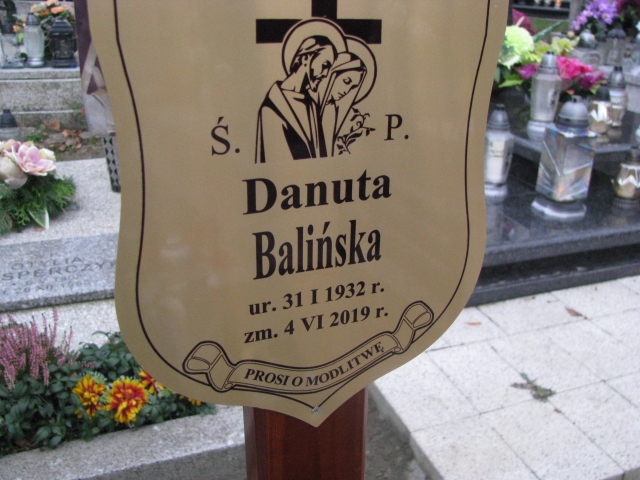 Ś. P.
Danuta
Balińska
ur. 31 I 1932 r.
zm. 4 VI 2019 r.
PROSI O MODLITWĘ